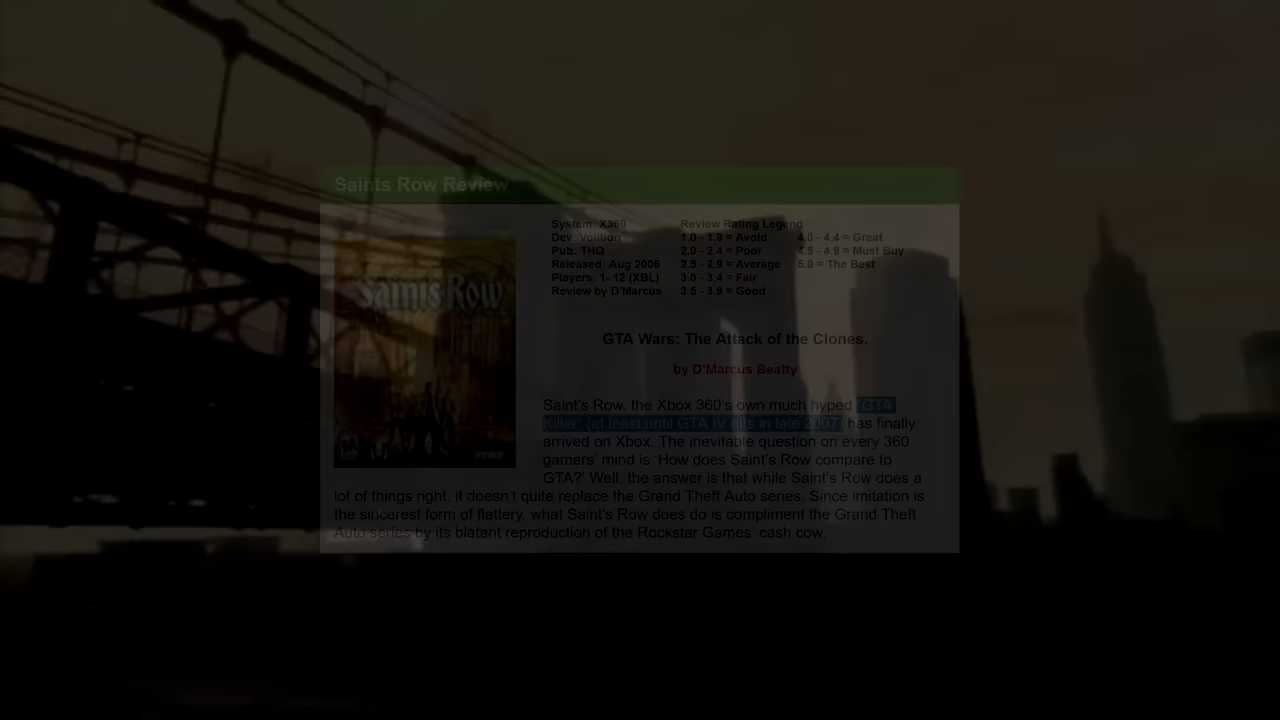 Saints Row Review
System: X360
Dev: Volition
Pub: THQ
Released: Aug 2006
Players: 1- 12 (XBL)
Review by D'Marcus
Review Rating Legend
1.0 - 1.9 = Avoid
2.0 - 2.4 = Poor
2.5 - 2.9 = Average
3.0 - 3.4 = Fair
3.5 - 3.9 = Good
4.0 - 4.4 = Great
4.5 - 4.9 = Must Buy
5.0 = The Best
Saints Row
THQ
GTA Wars: The Attack of the Clones.
by D'Marcus Beatty
Saint's Row, the Xbox 360's own much hyped "GTA
Killer" (at least until GTA IV hits in late 2007) has finally
arrived on Xbox. The inevitable question on every 360
gamers' mind is 'How does Saint's Row compare to
GTA?' Well, the answer is that while Saint's Row does a
lot of things right, it doesn't quite replace the Grand Theft Auto series. Since imitation is
the sincerest form of flattery, what Saint's Row does do is compliment the Grand Theft
Auto series by its blatant reproduction of the Rockstar Games' cash cow.